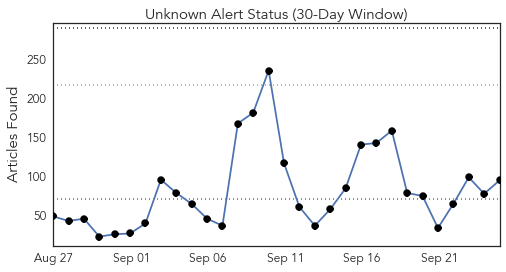 Unknown Alert Status (30-Day Window)
Articles Found
250
200
150
100
50
Aug 27 Sep 01 Sep 06 Sep 11 Sep 16 Sep 21